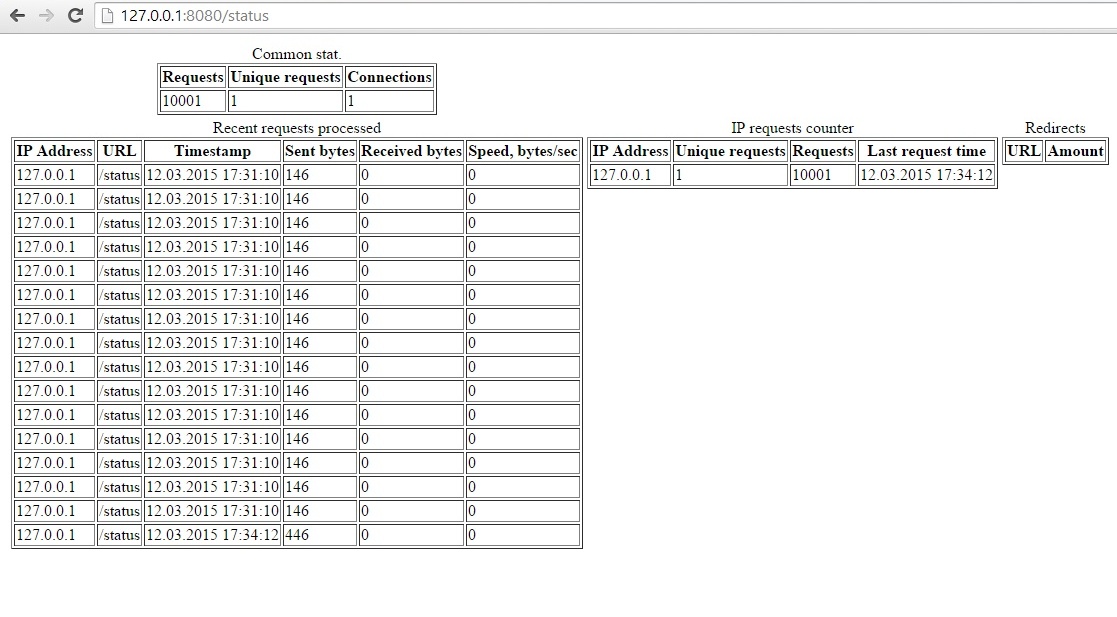 127.0.0.1:8080/status
Common stat.
Requests Unique requests Connections
10001 1 1
Recent requests processed IP requests counter Redirects
IP Address URL Timestamp Sent bytes Received bytes Speed, bytes/sec IP Address Unique requests Requests Last request time URL Amount
127.0.0.1 /status 12.03.2015 17:31:10 146 0 0 127.0.0.1 1 10001 12.03.2015 17:34:12
127.0.0.1 /status 12.03.2015 17:31:10 146 0 0
127.0.0.1 /status 12.03.2015 17:31:10 146 0 0
127.0.0.1 /status 12.03.2015 17:31:10 146 0 0
127.0.0.1 /status 12.03.2015 17:31:10 146 0 0
127.0.0.1 /status 12.03.2015 17:31:10 146 0 0
127.0.0.1 /status 12.03.2015 17:31:10 146 0 0
127.0.0.1 /status 12.03.2015 17:31:10 146 0 0
127.0.0.1 /status 12.03.2015 17:31:10 146 0 0
127.0.0.1 /status 12.03.2015 17:31:10 146 0 0
127.0.0.1 /status 12.03.2015 17:31:10 146 0 0
127.0.0.1 /status 12.03.2015 17:31:10 146 0 0
127.0.0.1 /status 12.03.2015 17:31:10 146 0 0
127.0.0.1 /status 12.03.2015 17:31:10 146 0 0
127.0.0.1 /status 12.03.2015 17:31:10 146 0 0
127.0.0.1 /status 12.03.2015 17:34:12 446 0 0